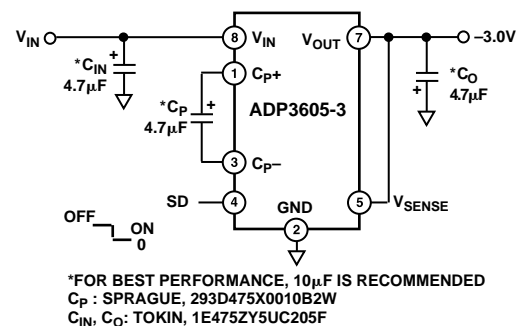 VIN
*CIN
4.7µF
+
8
VIN
1
CP+
*CP
4.7µF
+
3
CP–
SD
4
OFF
ON
0
ADP3605-3
GND
2
VOUT
7
–3.0V
*CO
4.7µF
+
5
VSENSE
*FOR BEST PERFORMANCE, 10µF IS RECOMMENDED
CP : SPRAGUE, 293D475X0010B2W
CIN, CO: TOKIN, 1E475ZY5UC205F